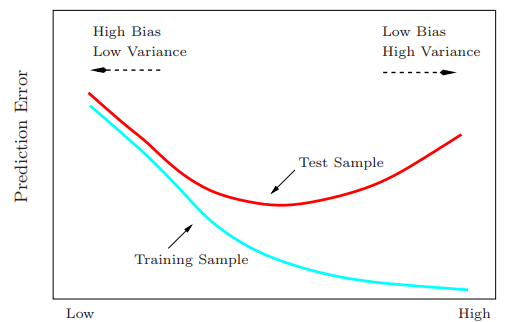 High Bias
Low Variance
Low Bias
High Variance
Prediction Error
Test Sample
Training Sample
Low
High